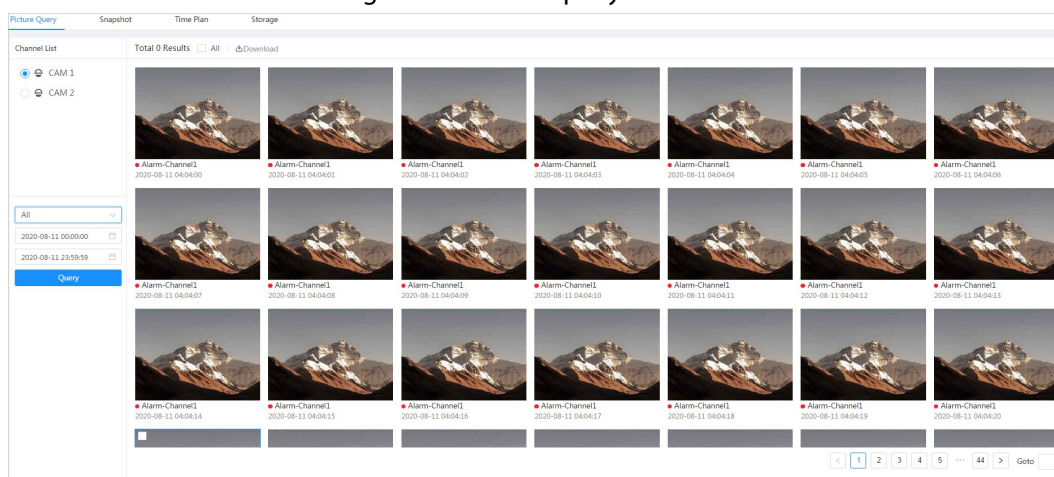 Picture Query Snapshot Time Plan Storage
Channel List
Total 0 Results All Download
CAM 1
CAM 2
All
2020-08-11 00:00:00
2020-08-11 23:59:59
Query
Alarm-Channel1 Alarm-Channel1 Alarm-Channel1 Alarm-Channel1 Alarm-Channel1 Alarm-Channel1 Alarm-Channel1
2020-08-11 04:04:00 2020-08-11 04:04:01 2020-08-11 04:04:02 2020-08-11 04:04:03 2020-08-11 04:04:04 2020-08-11 04:04:05 2020-08-11 04:04:06
Alarm-Channel1 Alarm-Channel1 Alarm-Channel1 Alarm-Channel1 Alarm-Channel1 Alarm-Channel1 Alarm-Channel1
2020-08-11 04:04:07 2020-08-11 04:04:08 2020-08-11 04:04:09 2020-08-11 04:04:10 2020-08-11 04:04:11 2020-08-11 04:04:12 2020-08-11 04:04:13
Alarm-Channel1 Alarm-Channel1 Alarm-Channel1 Alarm-Channel1 Alarm-Channel1 Alarm-Channel1 Alarm-Channel1
2020-08-11 04:04:14 2020-08-11 04:04:15 2020-08-11 04:04:16 2020-08-11 04:04:17 2020-08-11 04:04:18 2020-08-11 04:04:19 2020-08-11 04:04:20
< 1 2 3 4 5 ··· 44 > Goto